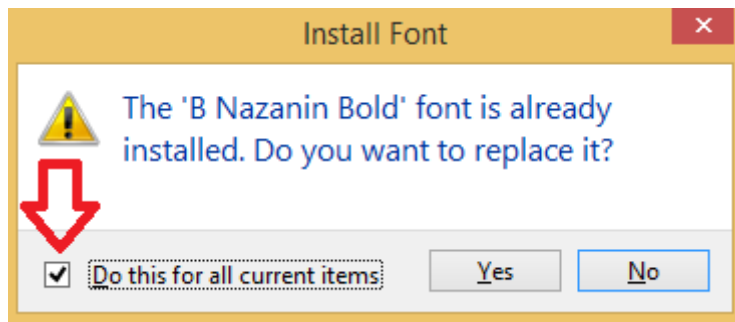 Install Font
The 'B Nazanin Bold' font is already
installed. Do you want to replace it?
Do this for all current items
Yes
No